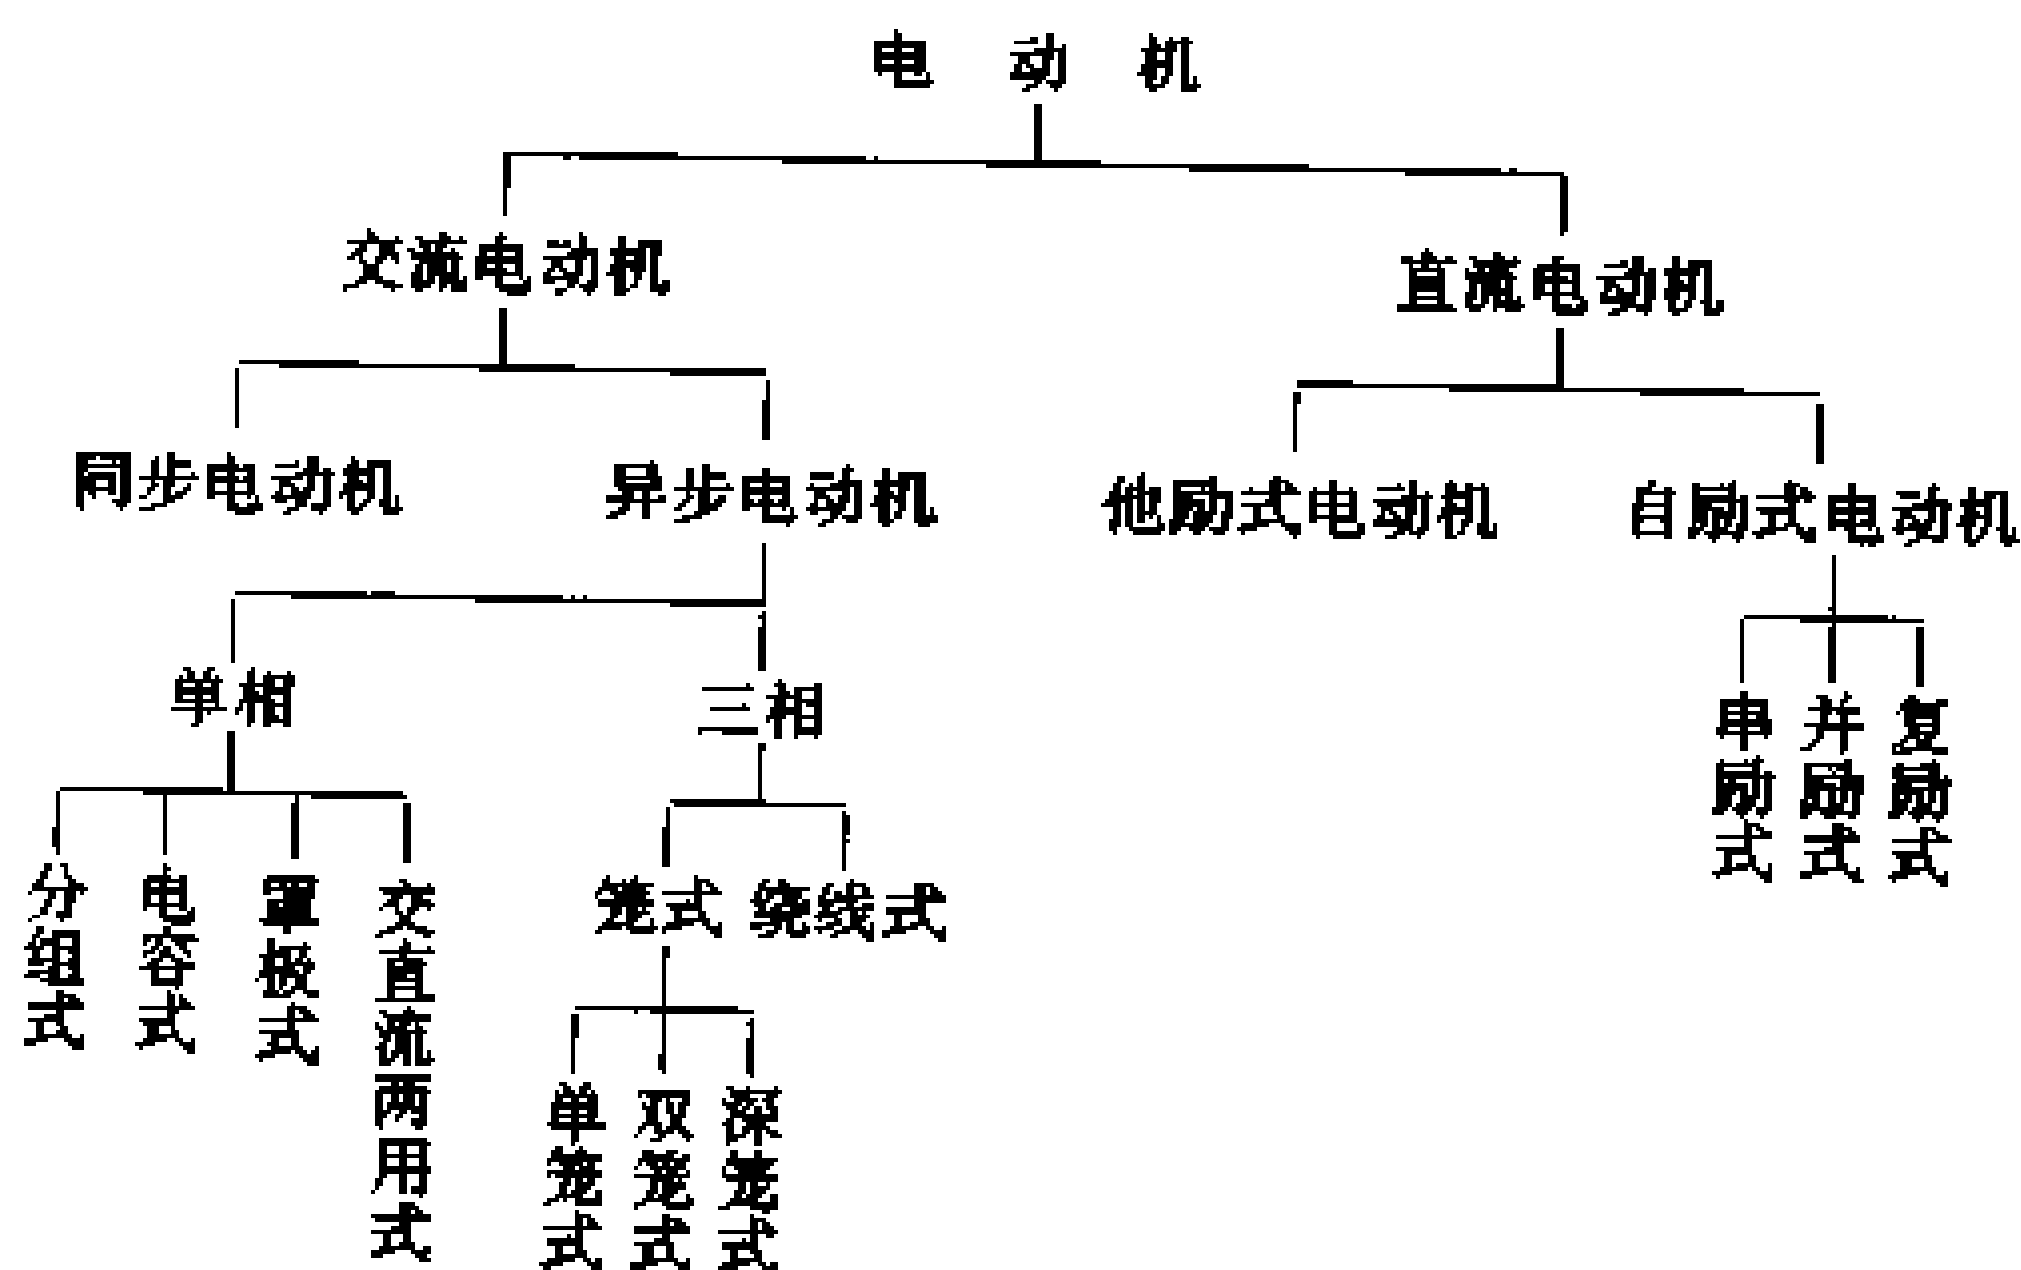 电动机
交流电动机
直流电动机
同步电动机
异步电动机
他励式电动机
自励式电动机
单相
三相
串励式
并励式
复励式
分组式
电容式
罩极式
交直流两用式
笼式
绕线式
单笼式
双笼式
深笼式